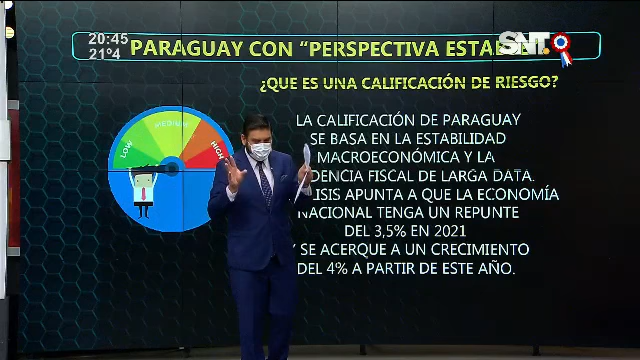 20:45
21°4
SNT
PARAGUAY CON "PERSPECTIVA
¿QUE ES UNA CALIFICACIÓN DE RIESGO?
LOW
MEDIUM
HIGH
LA CALIFICACIÓN DE PARAGUAY
SE BASA EN LA ESTABILIDAD
MACROECONÓMICA Y LA
DENCIA FISCAL DE LARGA DATA.
LISIS APUNTA A QUE LA ECONOMÍA
NACIONAL TENGA UN REPUNTE
DEL 3,5% EN 2021
Y SE ACERQUE A UN CRECIMIENTO
DEL 4% A PARTIR DE ESTE AÑO.